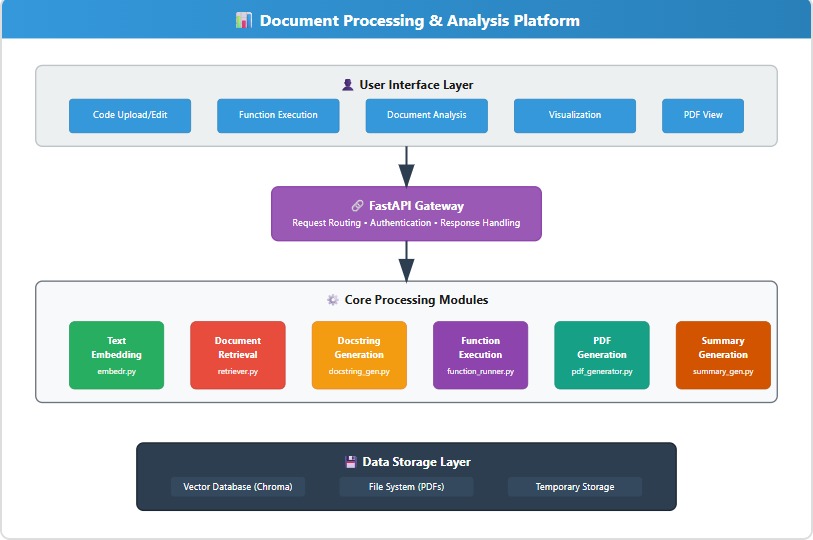 Document Processing & Analysis Platform
User Interface Layer
Code Upload/Edit
Function Execution
Document Analysis
Visualization
PDF View
FastAPI Gateway
Request Routing • Authentication • Response Handling
Core Processing Modules
Text
Embedding
embedr.py
Document
Retrieval
retriever.py
Docstring
Generation
docstring_gen.py
Function
Execution
function_runner.py
PDF
Generation
pdf_generator.py
Summary
Generation
summary_gen.py
Data Storage Layer
Vector Database (Chroma)
File System (PDFs)
Temporary Storage